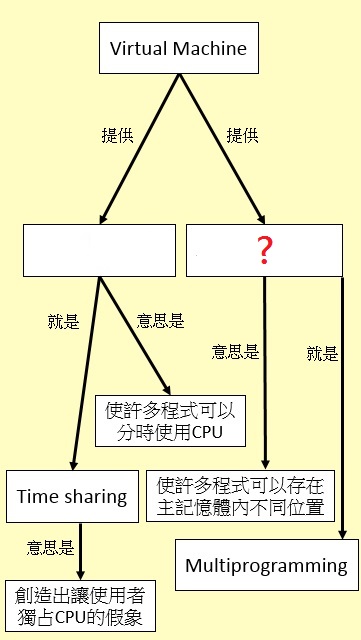 Virtual Machine
提供
提供
?
就是
意思是
意思是
就是
使許多程式可以
分時使用CPU
Time sharing
使許多程式可以存在
主記憶體內不同位置
意思是
Multiprogramming
創造出讓使用者
獨占CPU的假象